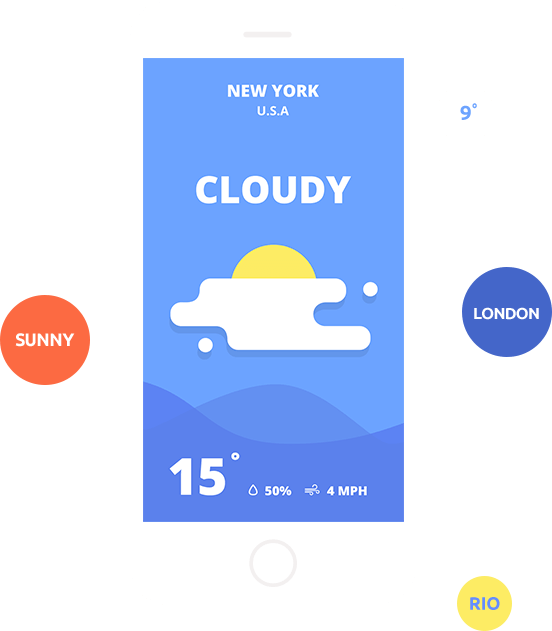 NEW YORK
U.S.A
9°
CLOUDY
SUNNY
LONDON
15°
50% 4 MPH
RIO